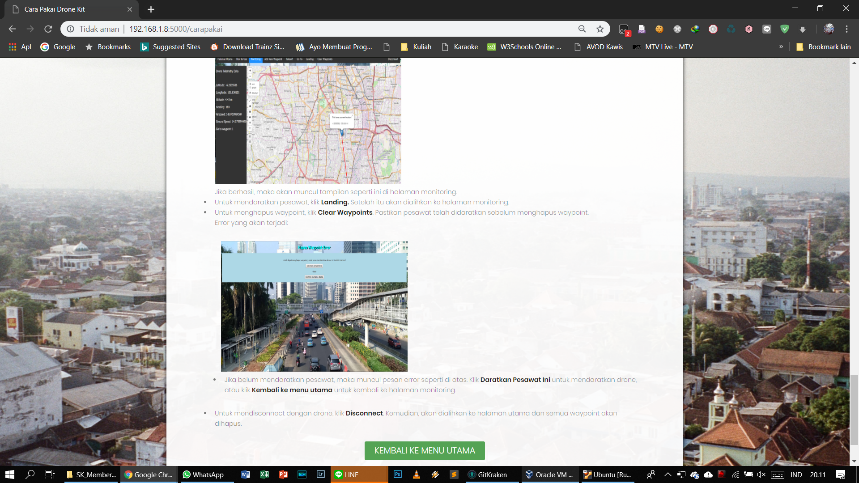 Cara Pakai Drone Kit
Tidak aman | 192.168.1.8:5000/carapakai
Apl Google Bookmarks Suggested Sites Download Trainz Si... Ayo Membuat Prog... Kuliah Karaoke W3Schools Online ... AVOD Kawis MTV Live - MTV » Bookmark lain
Jika berhasil, maka akan muncul tampilan seperti ini di halaman monitoring.
• Untuk mendaratkan pesawat, klik Landing. Setelah itu akan dialihkan ke halaman monitoring.
• Untuk menghapus waypoint, klik Clear Waypoints. Pastikan pesawat telah didaratkan sebelum menghapus waypoint.
Error yang akan terjadi:
• Jika belum mendaratkan pesawat, maka muncul pesan error seperti di atas. Klik Daratkan Pesawat Ini untuk mendaratkan drone,
atau klik Kembali ke menu utama untuk kembali ke halaman monitoring.
• Untuk mendisconnect dengan drone, klik Disconnect. Kemudian, akan dialihkan ke halaman utama dan semua waypoint akan
dihapus.
KEMBALI KE MENU UTAMA
SK_Member... Google Chr... WhatsApp LINE GitKraken Oracle VM ... Ubuntu [Ru... IND 20.11